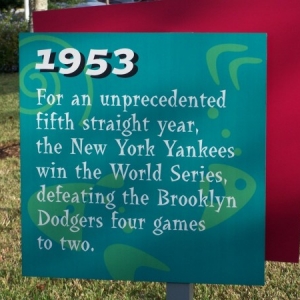 1953
For an unprecedented
fifth straight year,
the New York Yankees
win the World Series,
defeating the Brooklyn
Dodgers four games
to two.